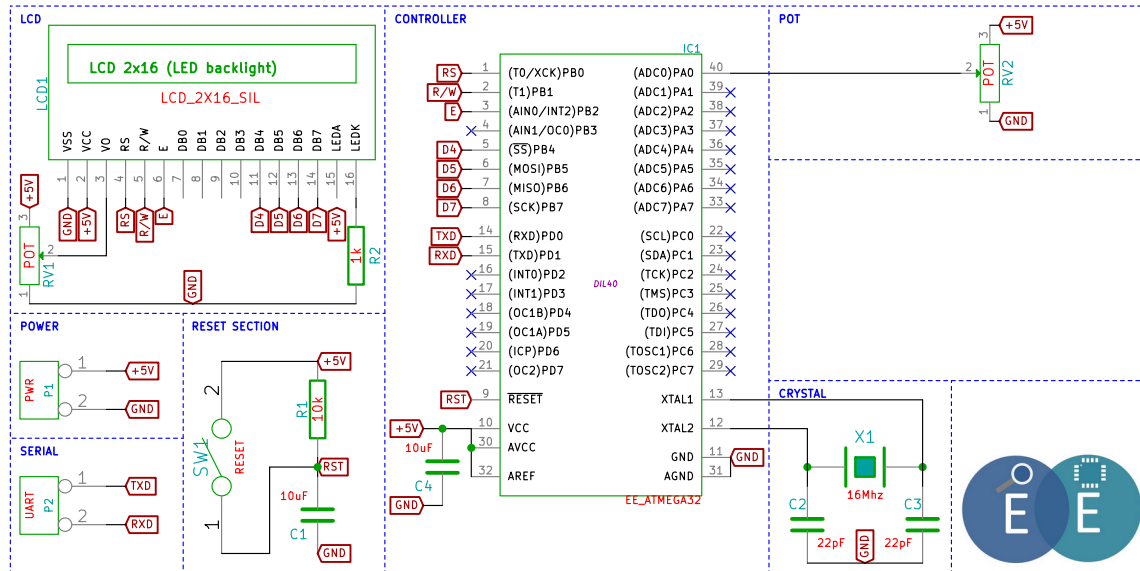 LCD
LCD 2x16 (LED backlight)
LCD1
LCD_2X16_SIL
VSS
VCC
VO
RS
R/W
E
DB0
DB1
DB2
DB3
DB4
DB5
DB6
DB7
LEDA
LEDK
1
2
3
4
5
6
7
8
9
10
11
12
13
14
15
16
GND
+5V
RS
R/W
E
D4
D5
D6
D7
+5V
+5V
3
POT
2
RV1
1
GND
1k
R2
POWER
PWR
P1
1
+5V
2
GND
SERIAL
UART
P2
1
TXD
2
RXD
RESET SECTION
2
SW1
RESET
1
+5V
R1
10k
RST
10uF
C1
GND
CONTROLLER
IC1
RS 1 (T0/XCK)PB0
R/W 2 (T1)PB1
E 3 (AIN0/INT2)PB2
4 (AIN1/OC0)PB3
D4 5 (SS)PB4
D5 6 (MOSI)PB5
D6 7 (MISO)PB6
D7 8 (SCK)PB7
TXD 14 (RXD)PD0
RXD 15 (TXD)PD1
16 (INT0)PD2
17 (INT1)PD3
18 (OC1B)PD4
19 (OC1A)PD5
20 (ICP)PD6
21 (OC2)PD7
RST 9 RESET
+5V 10 VCC
30 AVCC
32 AREF
10uF
C4
GND
DIL40
(ADC0)PA0 40
(ADC1)PA1 39
(ADC2)PA2 38
(ADC3)PA3 37
(ADC4)PA4 36
(ADC5)PA5 35
(ADC6)PA6 34
(ADC7)PA7 33
(SCL)PC0 22
(SDA)PC1 23
(TCK)PC2 24
(TMS)PC3 25
(TDO)PC4 26
(TDI)PC5 27
(TOSC1)PC6 28
(TOSC2)PC7 29
XTAL1 13
XTAL2 12
GND 11
AGND 31
GND
EE_ATMEGA32
POT
+5V
3
2
POT
RV2
1
GND
CRYSTAL
X1
16Mhz
C2
22pF
C3
22pF
GND
E E